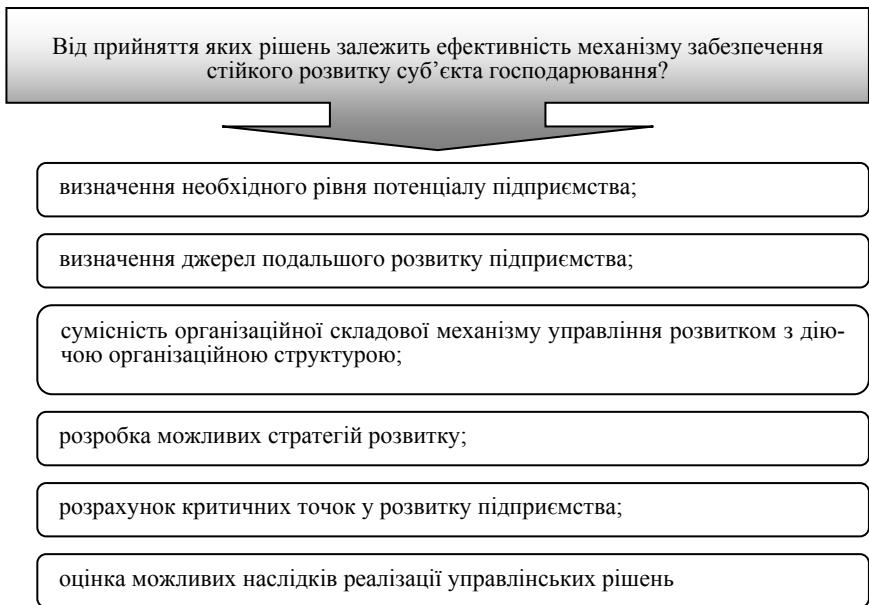 Від прийняття яких рішень залежить ефективність механізму забезпечення
стійкого розвитку суб’єкта господарювання?
визначення необхідного рівня потенціалу підприємства;
визначення джерел подальшого розвитку підприємства;
сумісність організаційної складової механізму управління розвитком з дію-
чою організаційною структурою;
розробка можливих стратегій розвитку;
розрахунок критичних точок у розвитку підприємства;
оцінка можливих наслідків реалізації управлінських рішень